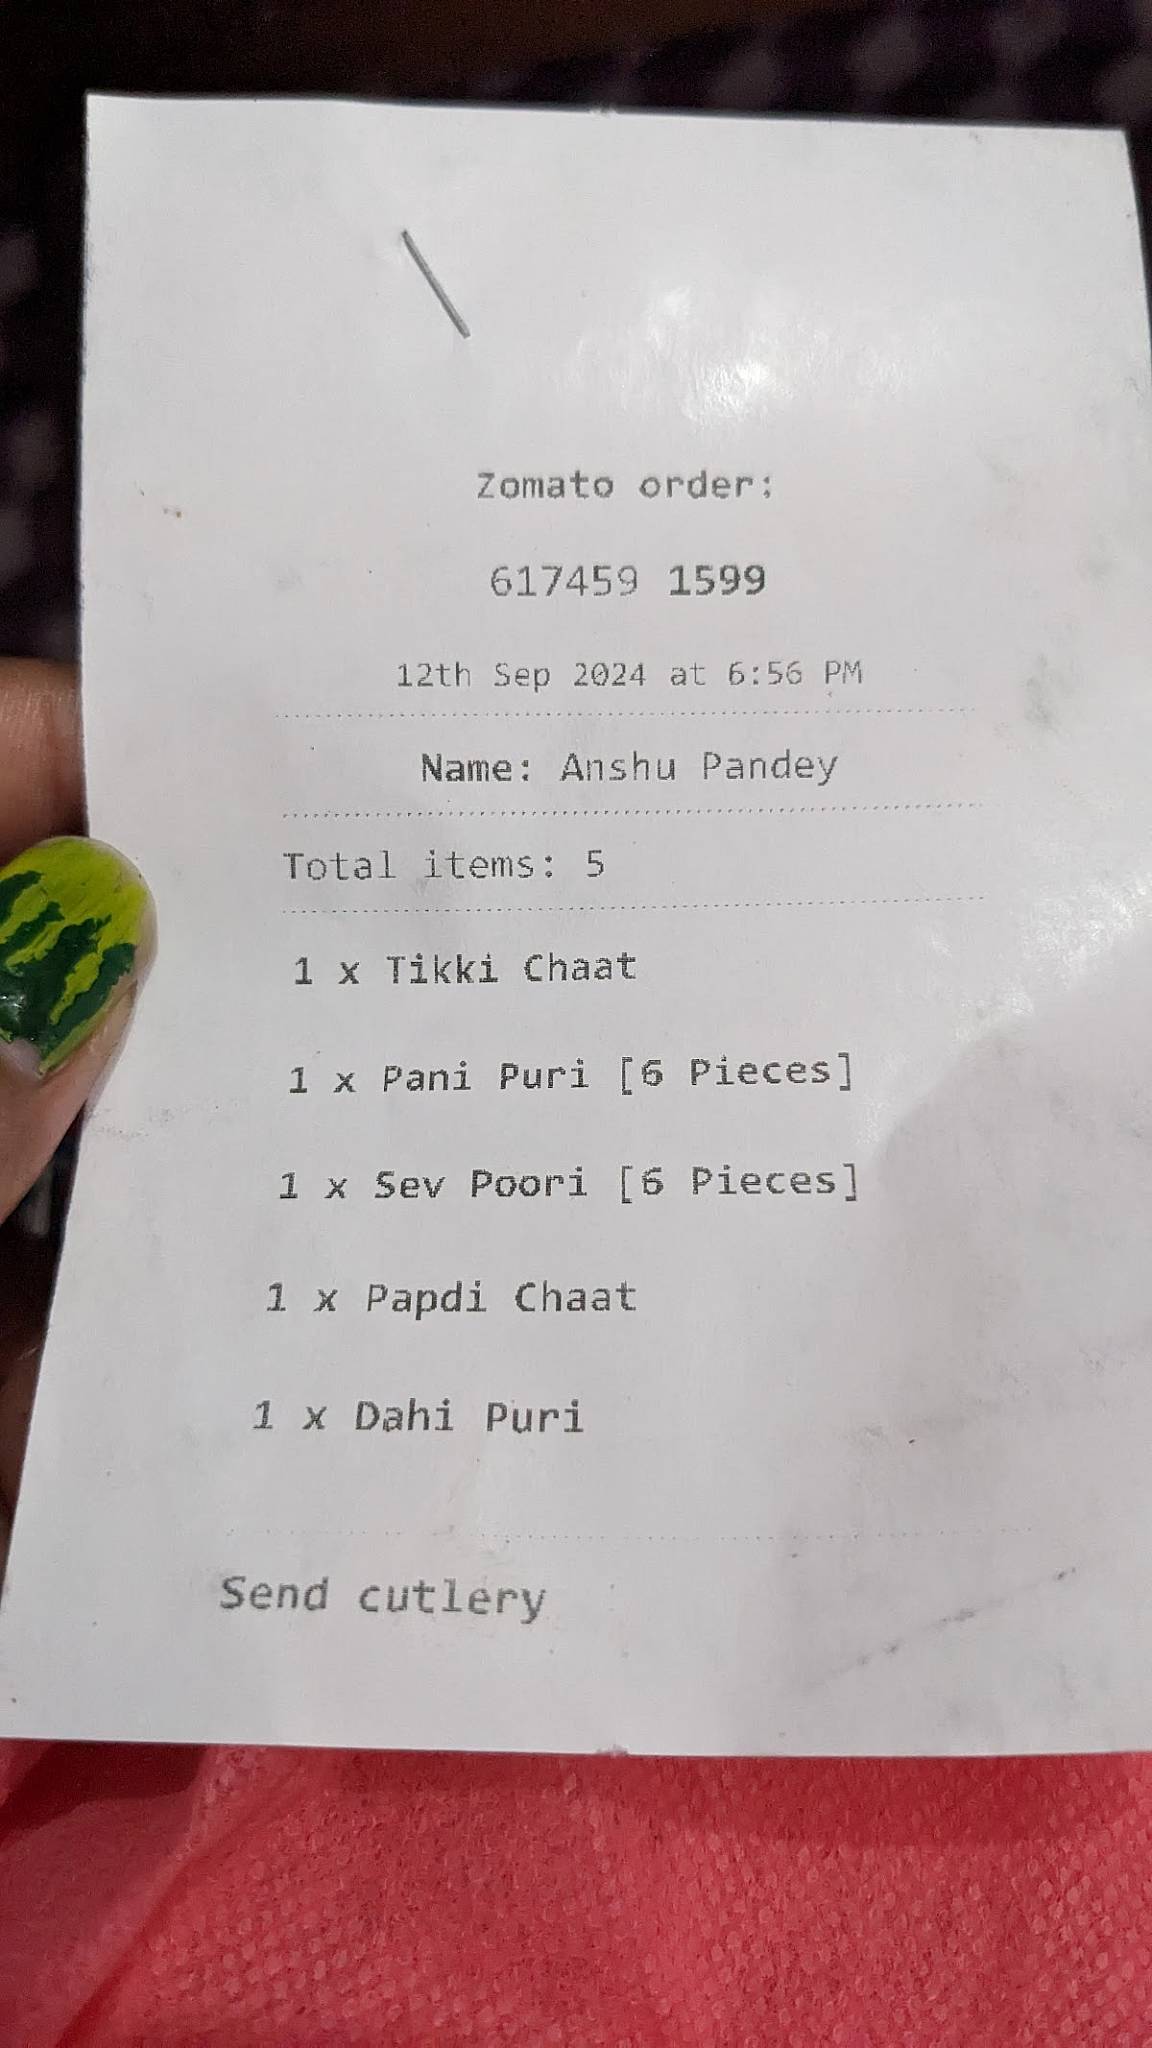 Zomato order:
617459 1599
12th Sep 2024 at 6:56 PM
Name: Anshu Pandey
Total items: 5
1 x Tikki Chaat
1 x Pani Puri [6 Pieces]
1 x Sev Poori [6 Pieces]
1 x Papdi Chaat
1 x Dahi Puri
Send cutlery